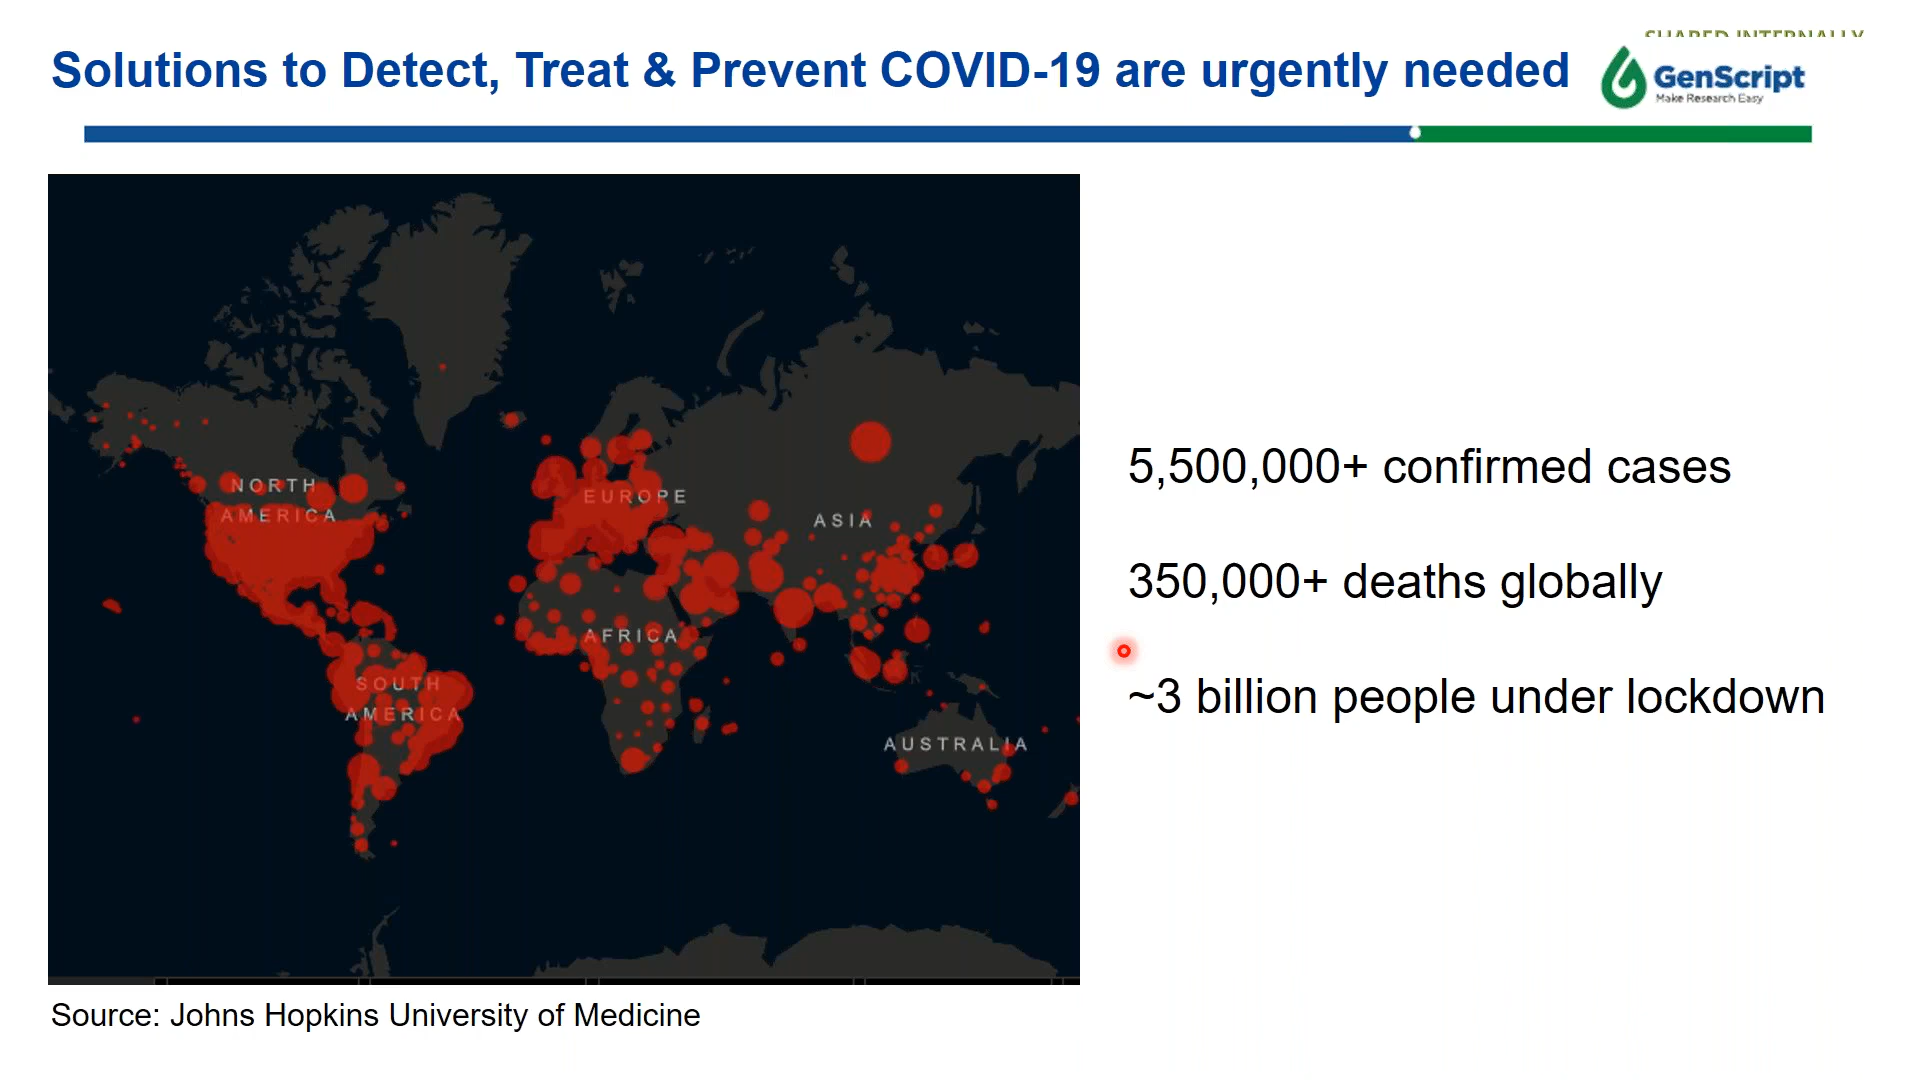 SHARED INTERNALLY
Solutions to Detect, Treat & Prevent COVID-19 are urgently needed
GenScript
Make Research Easy
NORTH
AMERICA
EUROPE
ASIA
AFRICA
SOUTH
AMERICA
AUSTRALIA
5,500,000+ confirmed cases
350,000+ deaths globally
~3 billion people under lockdown
Source: Johns Hopkins University of Medicine